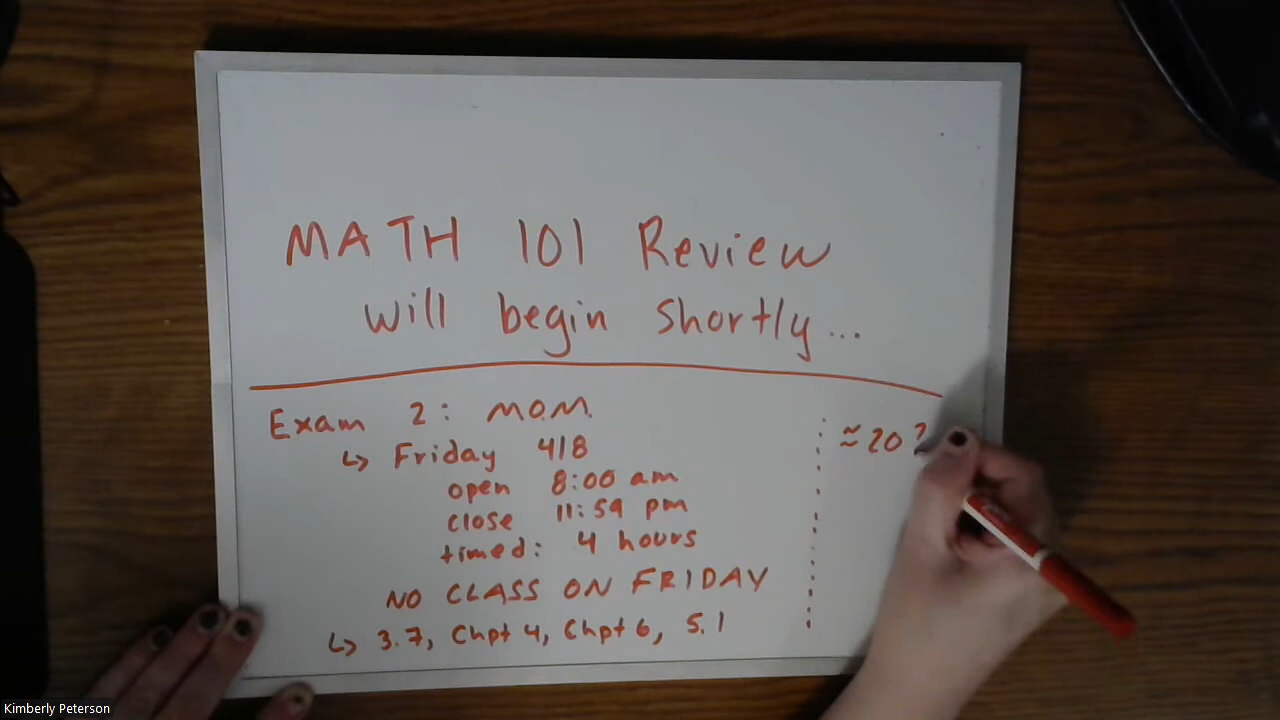 MATH 101 Review
will begin shortly...
Exam 2: M.O.M.
↳ Friday 4/8
open 8:00 am
close 11:59 pm
timed: 4 hours
NO CLASS ON FRIDAY
↳ 3.7, Chpt 4, Chpt 6, 5.1
≈ 20 ?
Kimberly Peterson